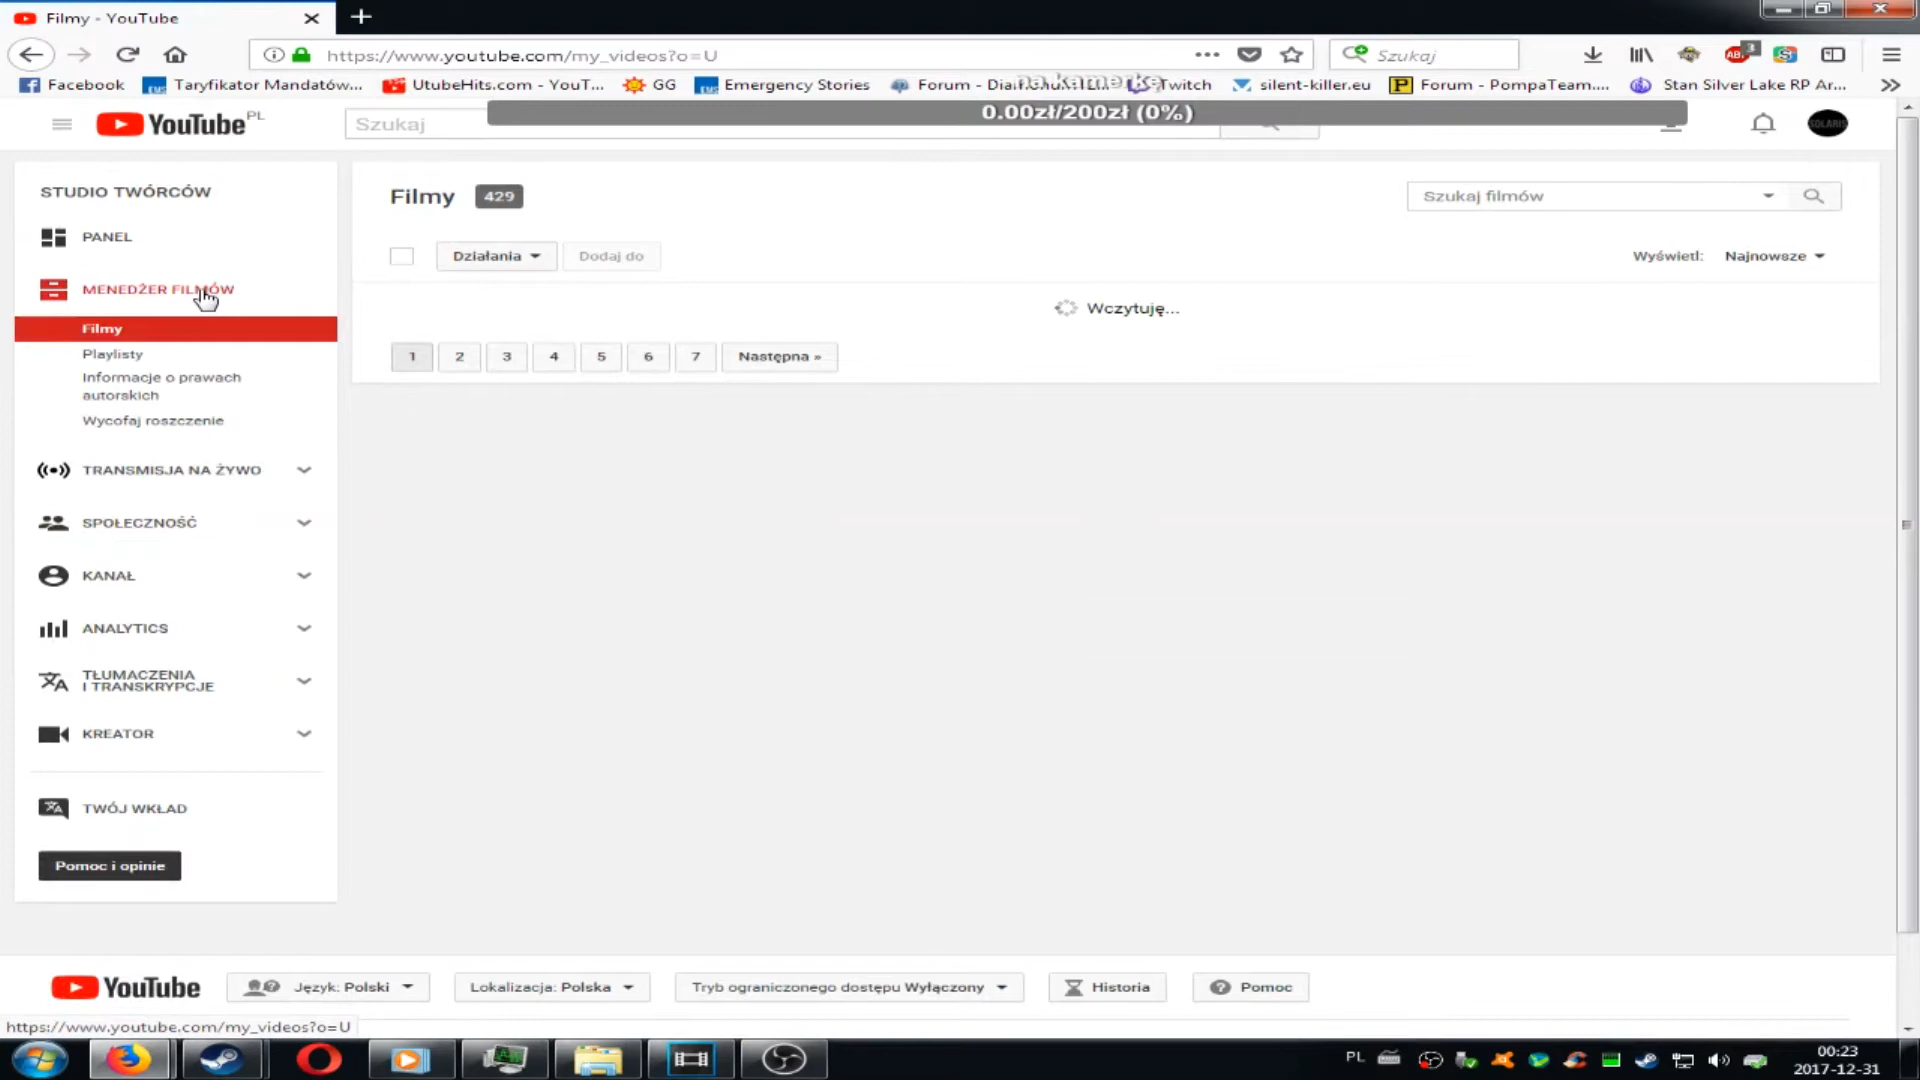 Filmy - YouTube
https://www.youtube.com/my_videos?o=U
Szukaj
3
Facebook
Taryfikator Mandatów...
UtubeHits.com - YouT...
GG
Emergency Stories
Twitch
silent-killer.eu
Forum - PompaTeam....
Stan Silver Lake RP Ar...
na kamerkę
0.00zł/200zł (0%)
YouTube PL
Szukaj
SOLARIS
STUDIO TWÓRCÓW
PANEL
MENEDŻER FILMÓW
Filmy
Playlisty
Informacje o prawach
autorskich
Wycofaj roszczenie
TRANSMISJA NA ŻYWO
SPOŁECZNOŚĆ
KANAŁ
ANALYTICS
TŁUMACZENIA
I TRANSKRYPCJE
KREATOR
TWÓJ WKŁAD
Pomoc i opinie
Filmy 429
Szukaj filmów
Działania
Dodaj do
Wyświetl: Najnowsze
Wczytuję...
1 2 3 4 5 6 7 Następna »
YouTube
Język: Polski
Lokalizacja: Polska
Tryb ograniczonego dostępu Wyłączony
Historia
Pomoc
https://www.youtube.com/my_videos?o=U
PL
00:23
2017-12-31